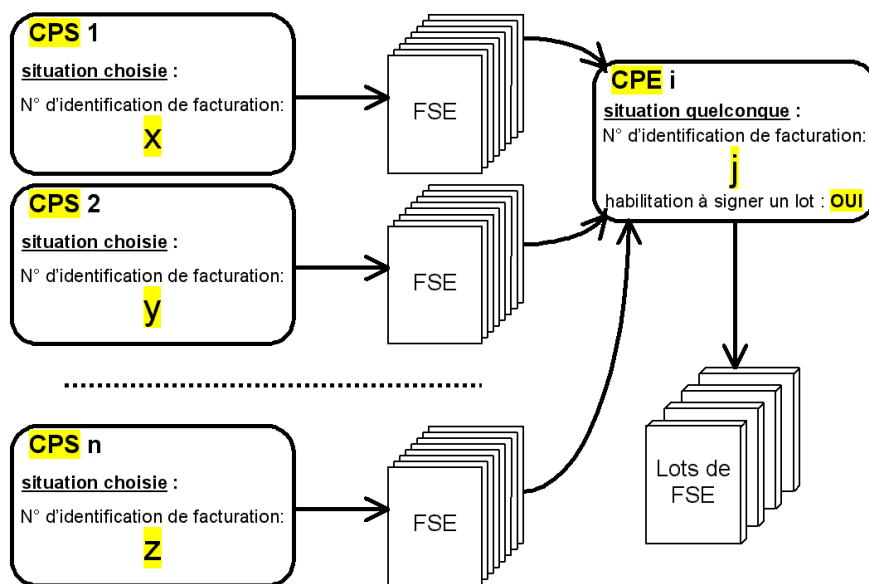 CPS 1
situation choisie :
N° d'identification de facturation:
x
FSE
CPE i
situation quelconque :
N° d'identification de facturation:
j
habilitation à signer un lot : OUI
CPS 2
situation choisie :
N° d'identification de facturation:
y
FSE
CPS n
situation choisie :
N° d'identification de facturation:
z
FSE
Lots de
FSE